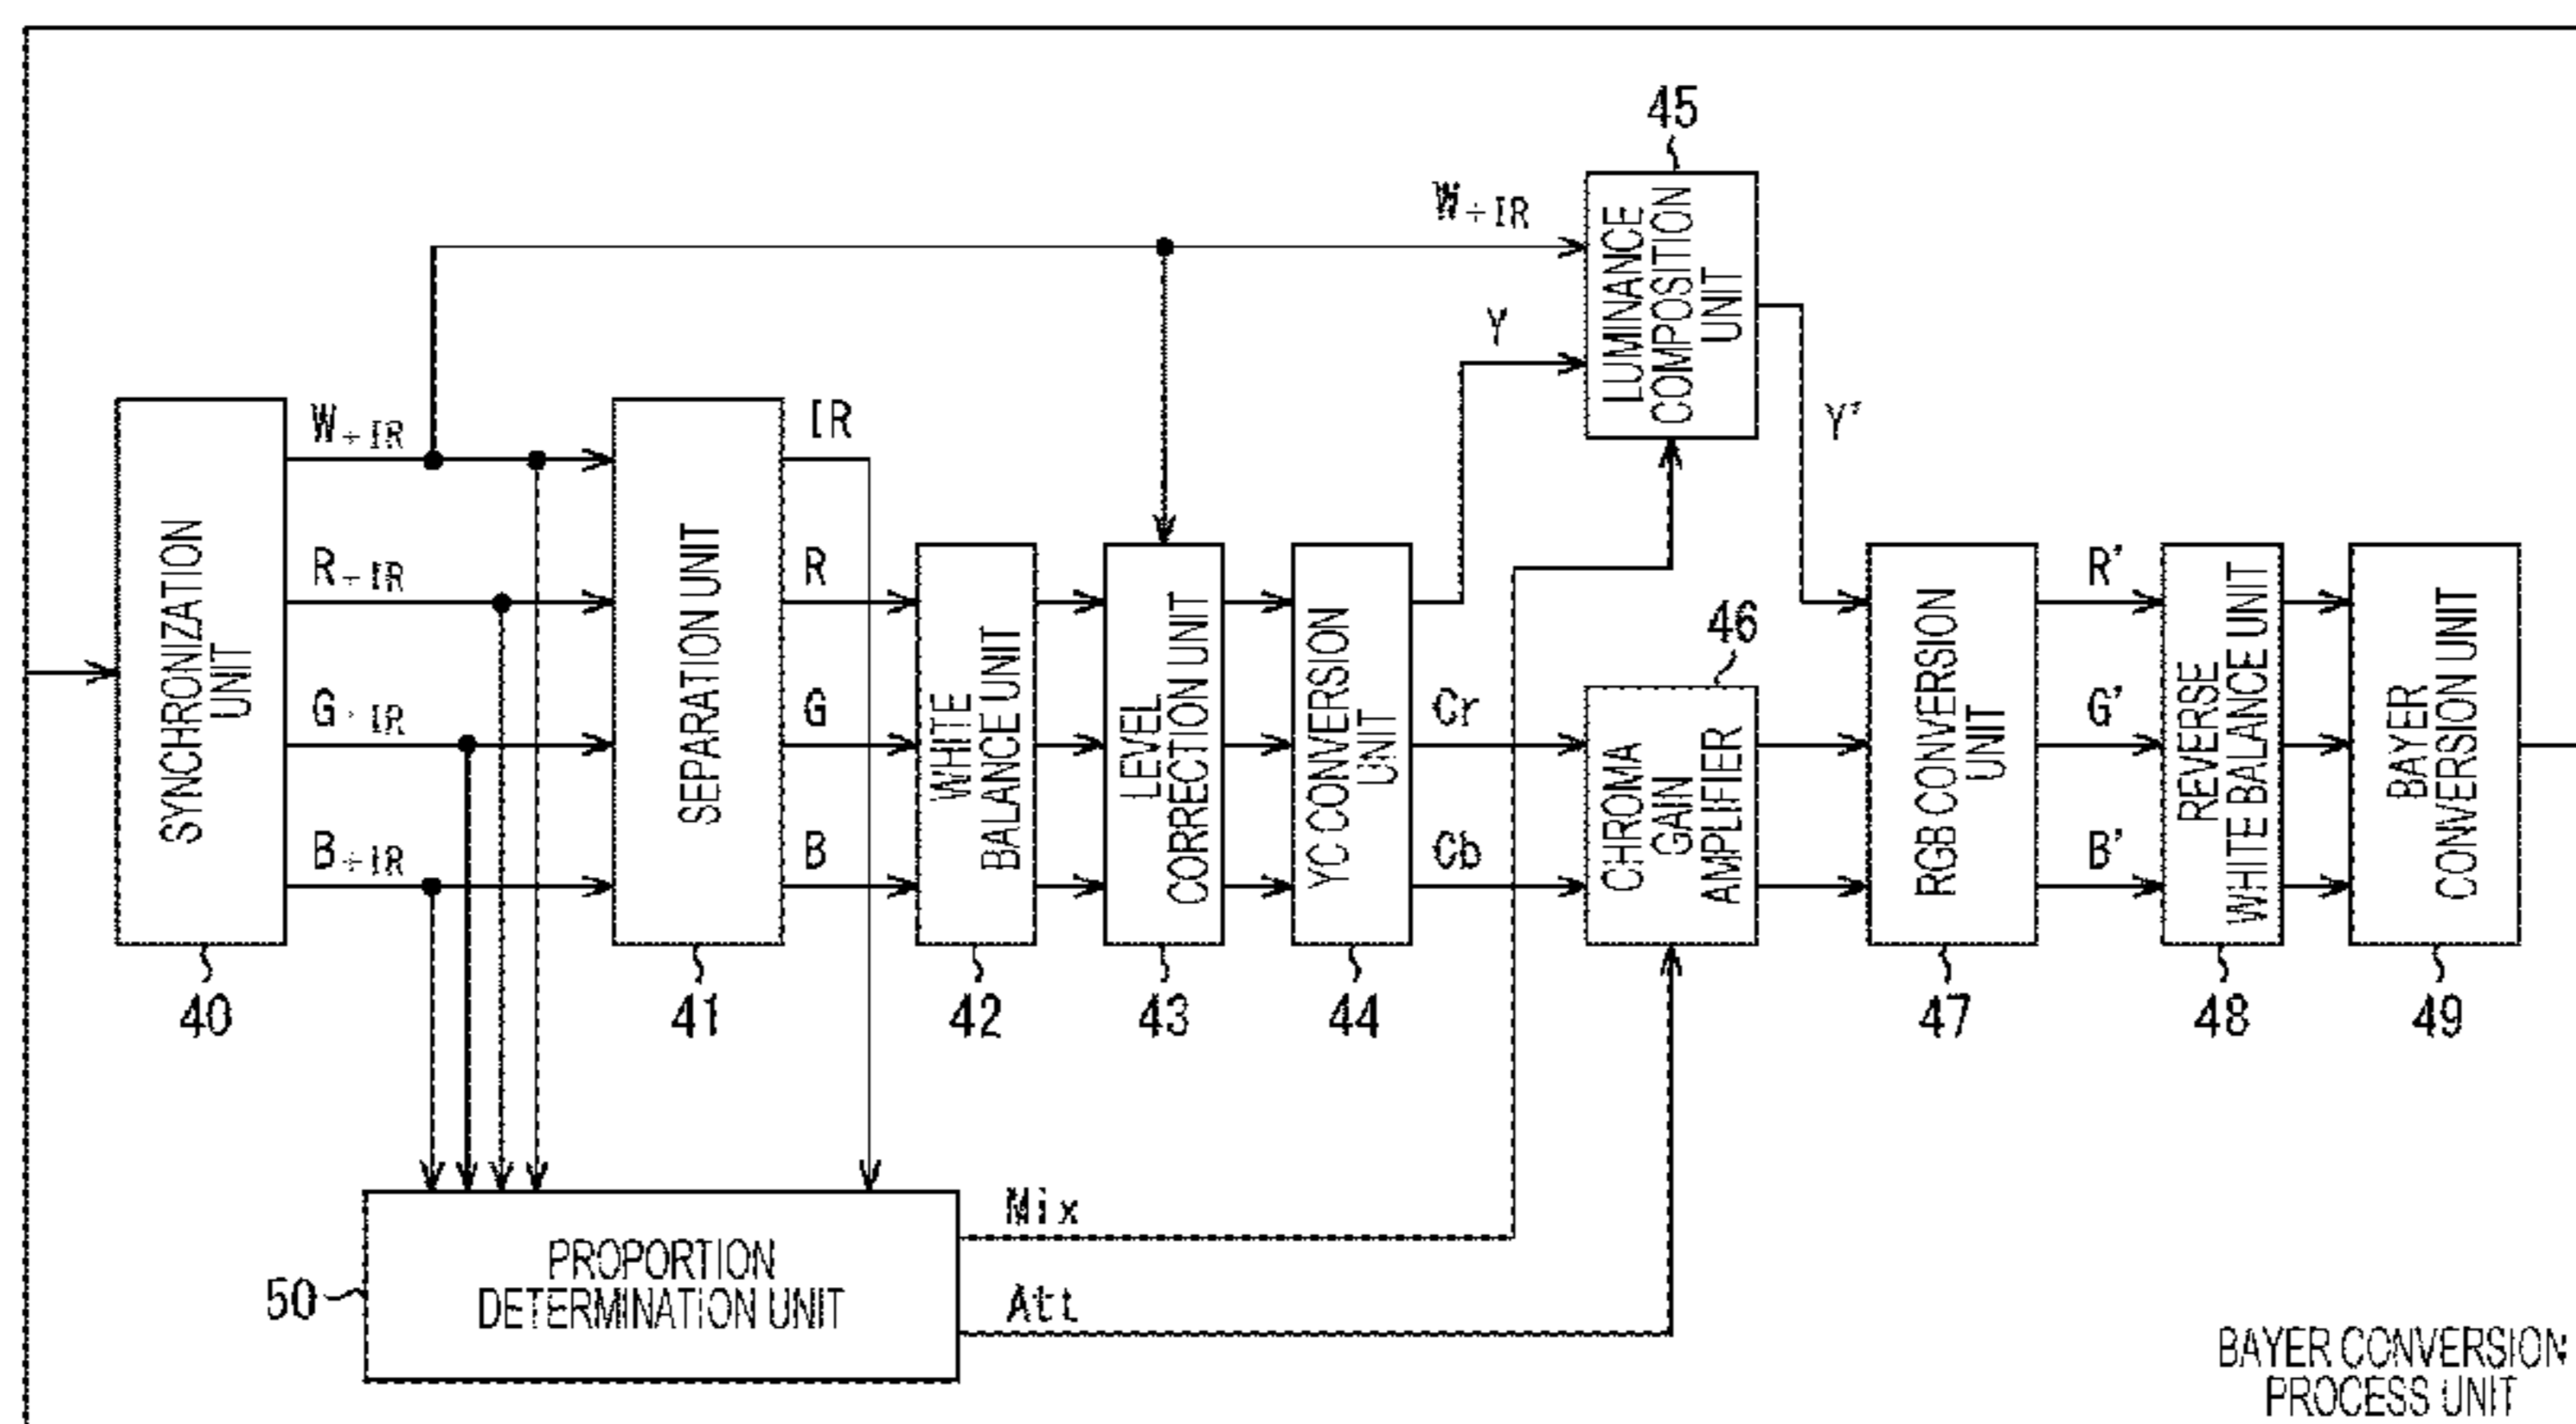 45
W+IR
LUMINANCE
COMPOSITION
UNIT
Y
Y'
W+IR
IR
SYNCHRONIZATION
UNIT
R+IR
G+IR
B+IR
SEPARATION UNIT
R
G
B
WHITE
BALANCE UNIT
LEVEL
CORRECTION UNIT
YC CONVERSION
UNIT
Cr
Cb
46
CHROMA
GAIN
AMPLIFIER
RGB CONVERSION
UNIT
R'
G'
B'
REVERSE
WHITE BALANCE UNIT
BAYER
CONVERSION UNIT
40
41
42
43
44
47
48
49
Mix
50
PROPORTION
DETERMINATION UNIT
Att
BAYER CONVERSION
PROCESS UNIT